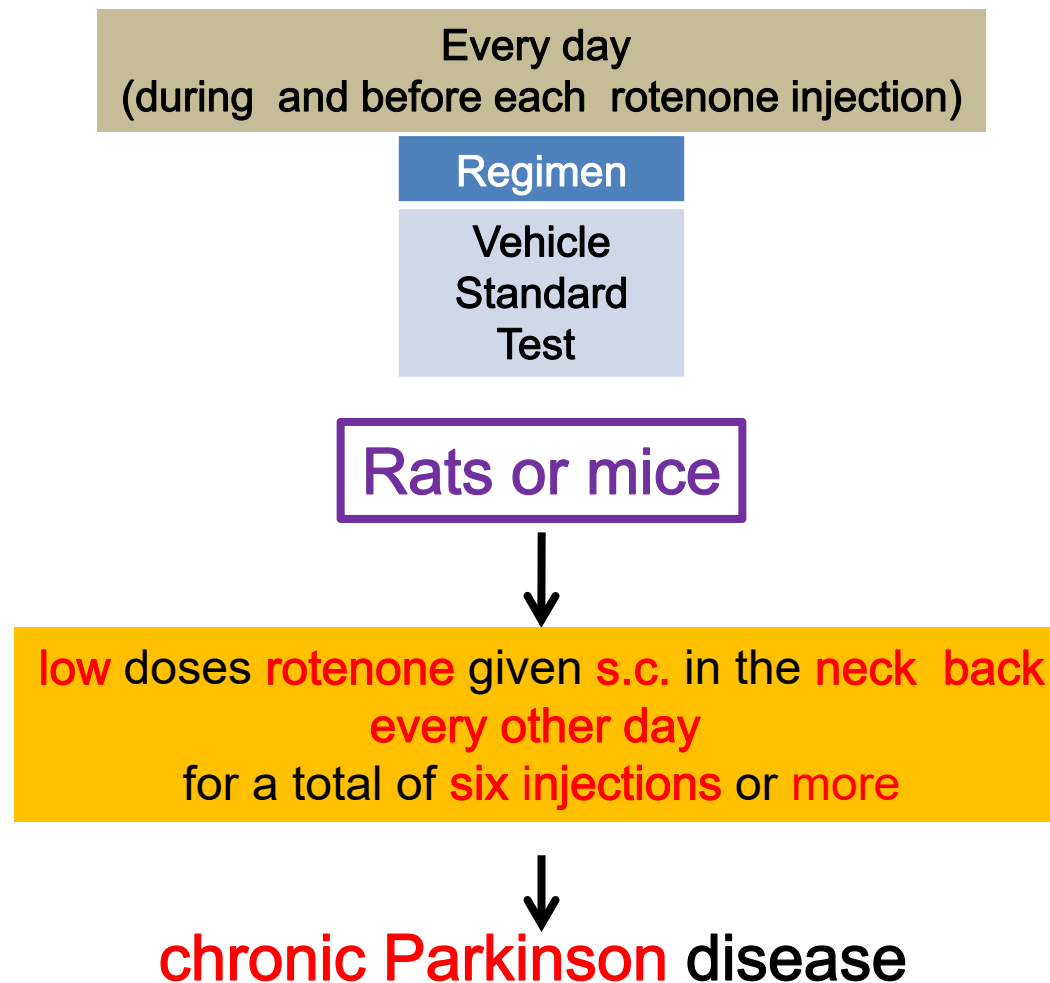 Every day
(during and before each rotenone injection)
Regimen
Vehicle
Standard
Test
Rats or mice
low doses rotenone given s.c. in the neck back
every other day
for a total of six injections or more
chronic Parkinson disease